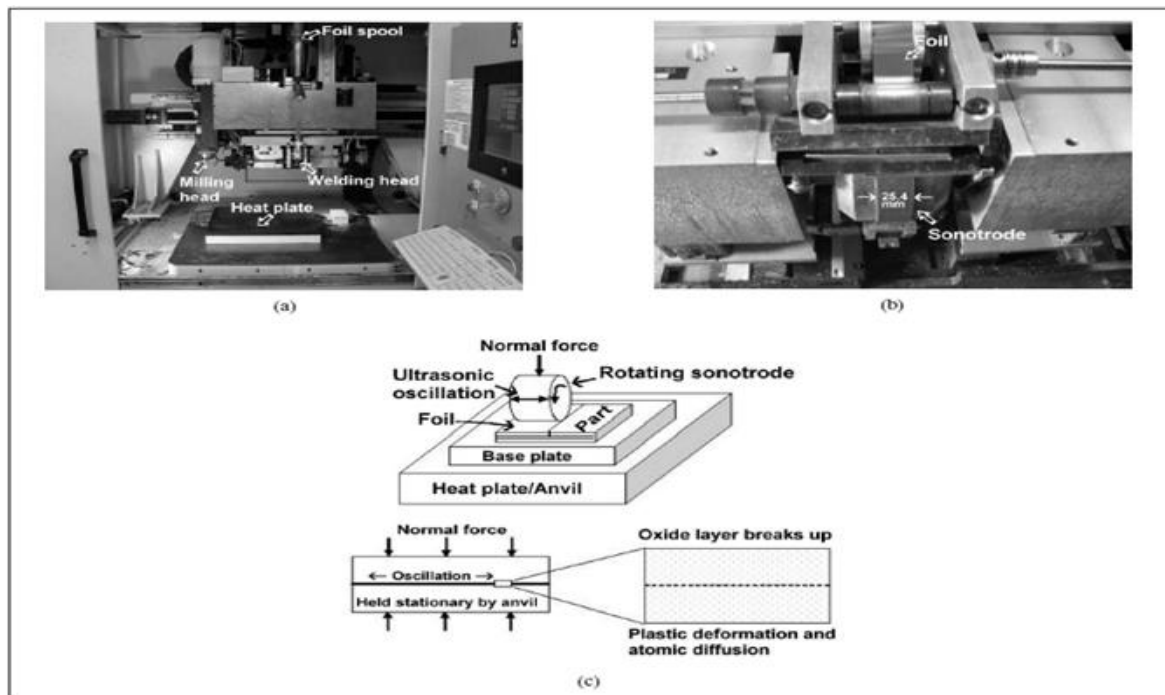 Foil spool
Milling
head
Welding head
Heat plate
(a)
Foil
25.4
mm
Sonotrode
(b)
Normal force
Ultrasonic
oscillation
Rotating sonotrode
Foil
Part
Base plate
Heat plate/Anvil
Normal force
Oscillation
Held stationary by anvil
Oxide layer breaks up
Plastic deformation and
atomic diffusion
(c)